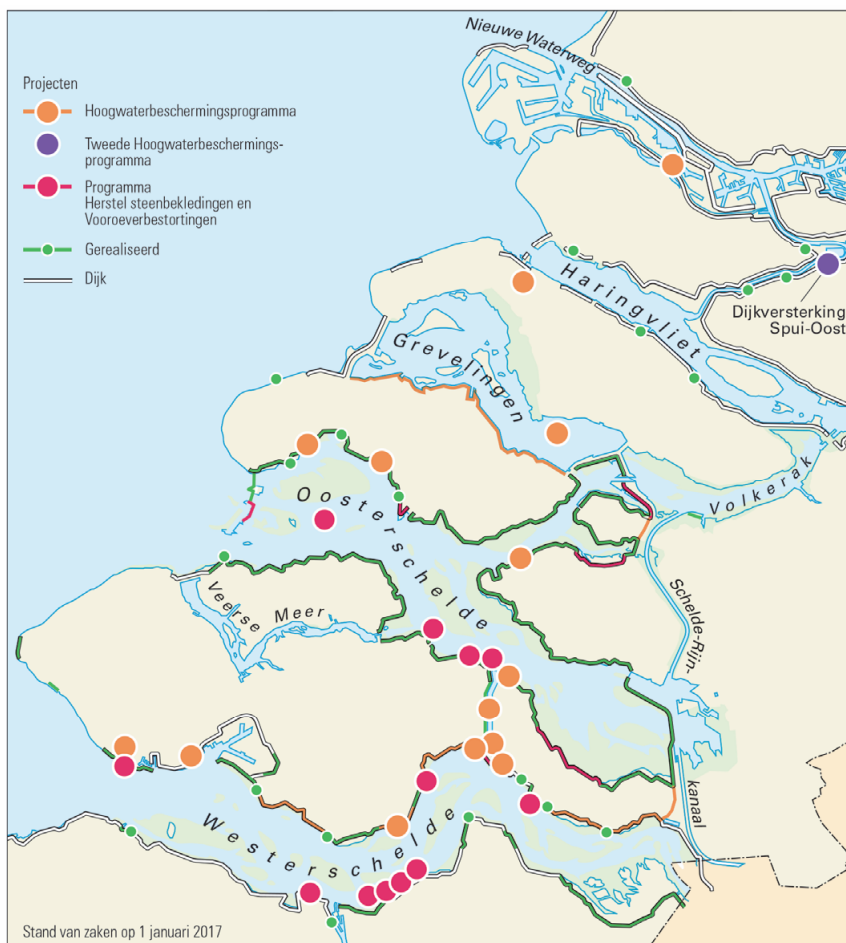 Nieuwe Waterweg
Projecten
Hoogwaterbeschermingsprogramma
Tweede Hoogwaterbeschermings-
programma
Programma
Herstel steenbekledingen en
Vooroeverbestortingen
Gerealiseerd
Dijk
Haringvliet
Dijkversterking
Spui-Oost
Grevelingen
Volkerak
Oosterschelde
Schelde-Rijn-
kanaal
Veerse Meer
Westerschelde
Stand van zaken op 1 januari 2017